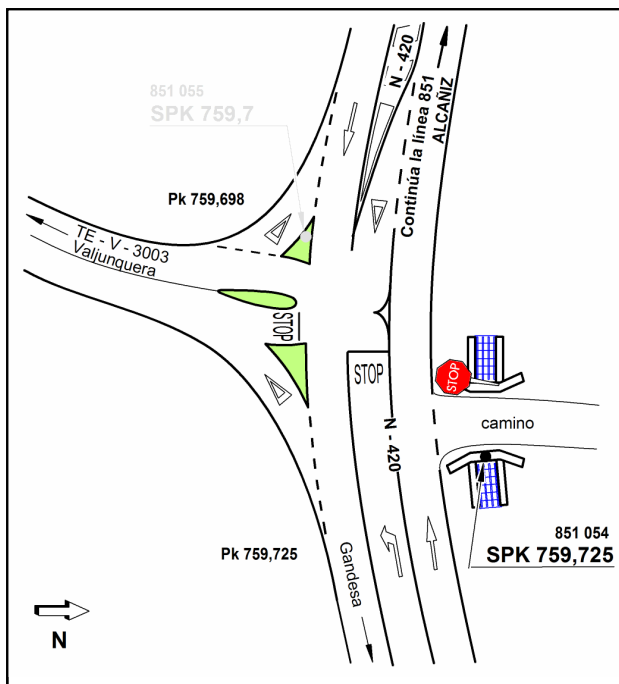 N - 420
Continúa la línea 851
ALCAÑIZ
851 055
SPK 759,7
Pk 759,698
TE - V - 3003
Valjunquera
STOP
STOP
STOP
camino
N - 420
851 054
SPK 759,725
Pk 759,725
Gandesa
N